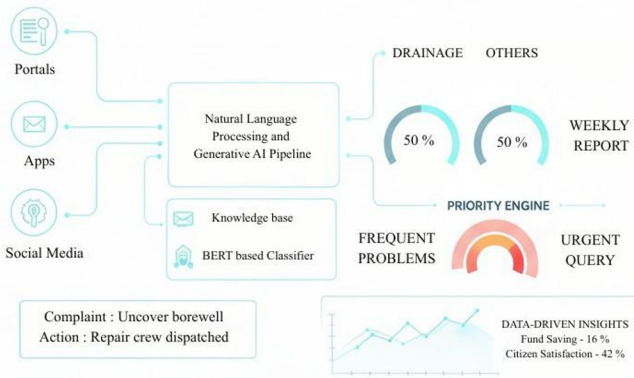 Portals
Apps
Social Media
Natural Language
Processing and
Generative AI Pipeline
Knowledge base
BERT based Classifier
DRAINAGE OTHERS
50 % 50 %
WEEKLY
REPORT
PRIORITY ENGINE
FREQUENT
PROBLEMS
URGENT
QUERY
Complaint : Uncover borewell
Action : Repair crew dispatched
DATA-DRIVEN INSIGHTS
Fund Saving - 16 %
Citizen Satisfaction - 42 %